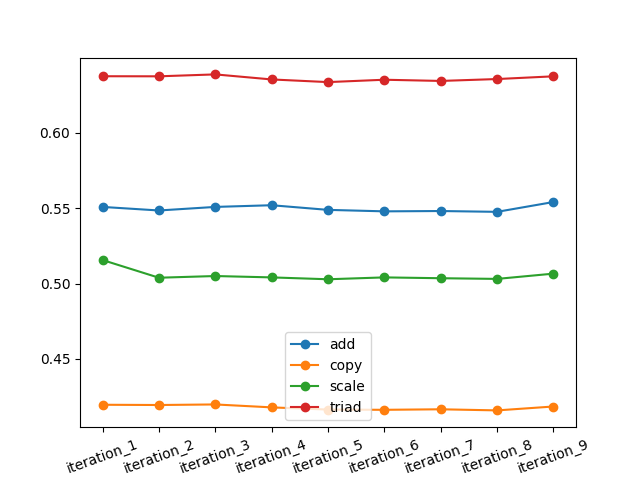 0.60
0.55
0.50
0.45
add
copy
scale
triad
iteration_1
iteration_2
iteration_3
iteration_4
iteration_5
iteration_6
iteration_7
iteration_8
iteration_9